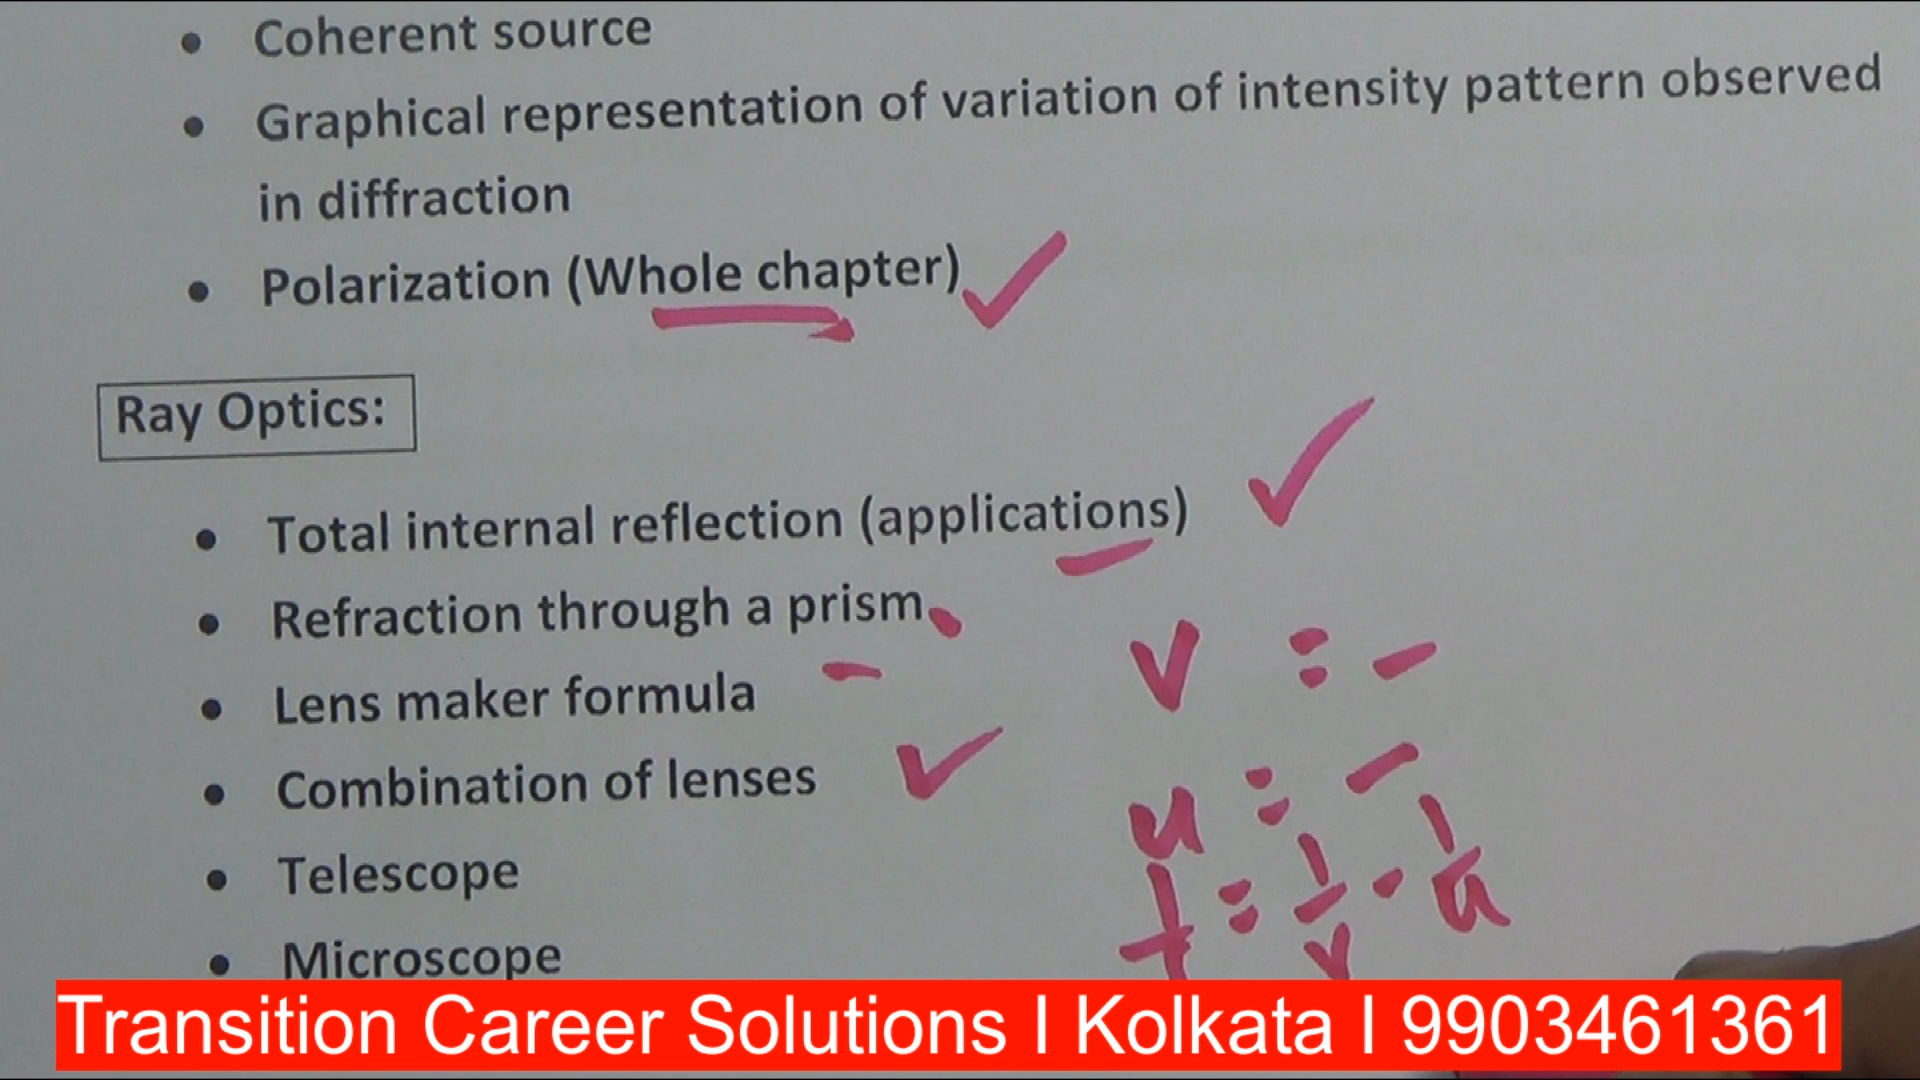 • Coherent source
• Graphical representation of variation of intensity pattern observed
in diffraction
• Polarization (Whole chapter) ✓
Ray Optics:
• Total internal reflection (applications) ✓
• Refraction through a prism
• Lens maker formula
• Combination of lenses ✓
• Telescope
• Microscope
v = -
u = -
1/f = 1/v - 1/u
Transition Career Solutions I Kolkata I 9903461361